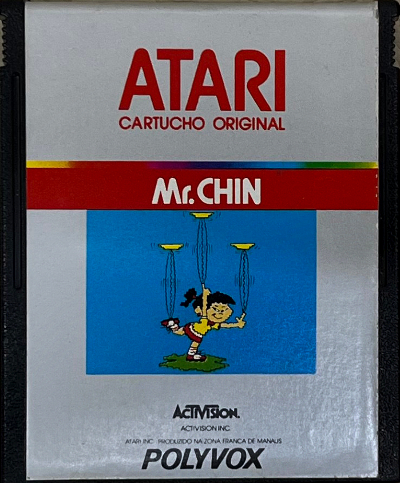 ATARI
CARTUCHO ORIGINAL
Mr. CHIN
ACTIVISION.
ACTIVISION INC
ATARI INC PRODUZIDO NA ZONA FRANCA DE MANAUS
POLYVOX